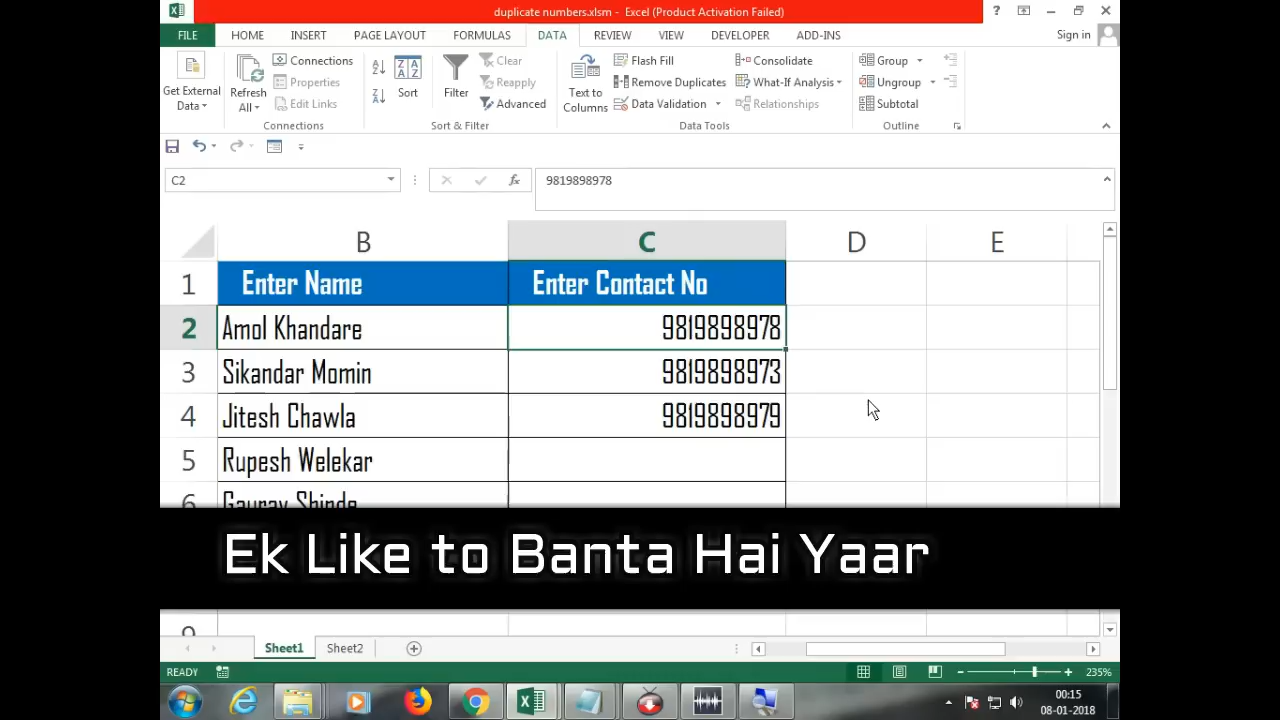 duplicate numbers.xlsm - Excel (Product Activation Failed)
FILE HOME INSERT PAGE LAYOUT FORMULAS DATA REVIEW VIEW DEVELOPER ADD-INS Sign in
Get External Data
Refresh All
Connections
Properties
Edit Links
Connections
Sort
Filter
Clear
Reapply
Advanced
Sort & Filter
Text to Columns
Flash Fill
Remove Duplicates
Data Validation
Consolidate
What-If Analysis
Relationships
Data Tools
Group
Ungroup
Subtotal
Outline
C2 fx 9819898978
B C D E
1 Enter Name Enter Contact No
2 Amol Khandare 9819898978
3 Sikandar Momin 9819898973
4 Jitesh Chawla 9819898979
5 Rupesh Welekar
6 Gaurav Shinde
Ek Like to Banta Hai Yaar
9
Sheet1 Sheet2
READY 235%
00:15
08-01-2018